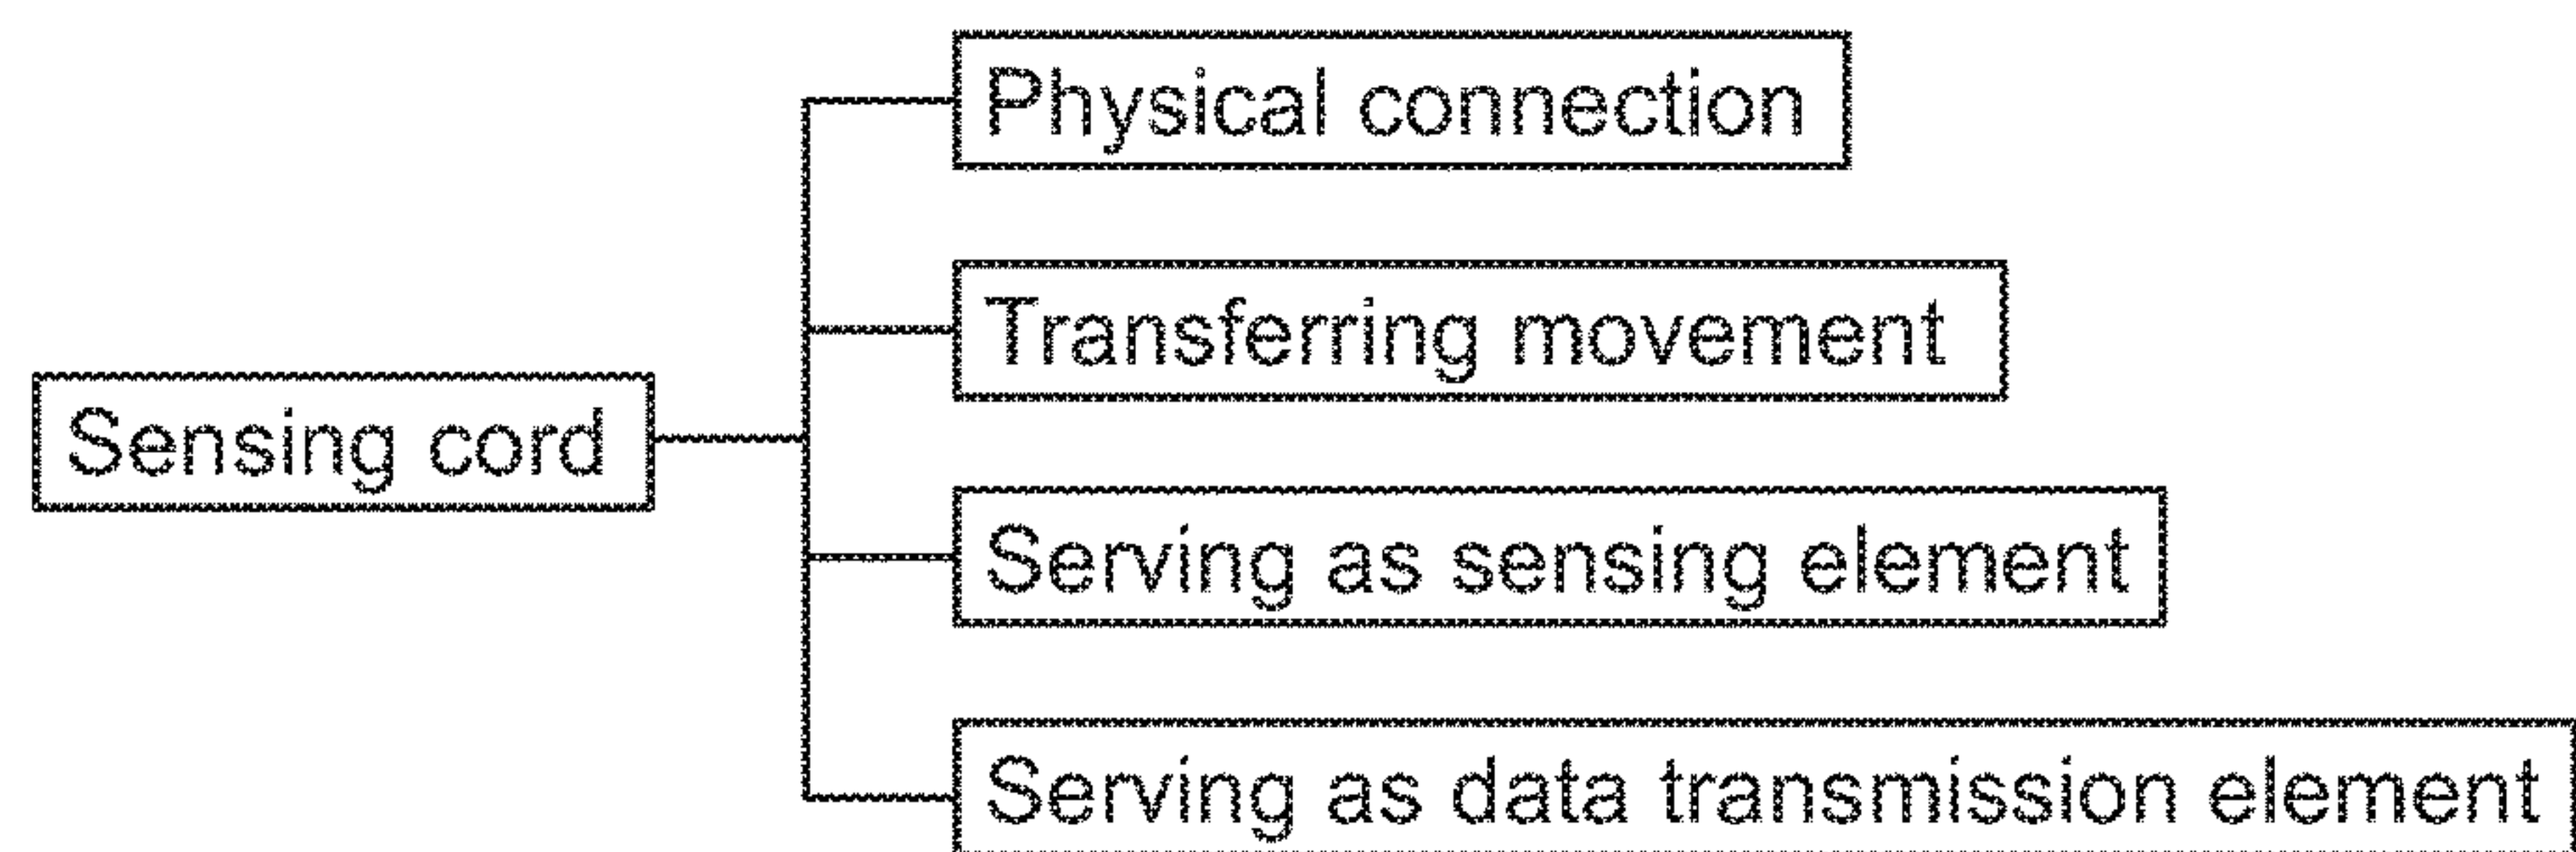 Physical connection
Transferring movement
Sensing cord
Serving as sensing element
Serving as data transmission element